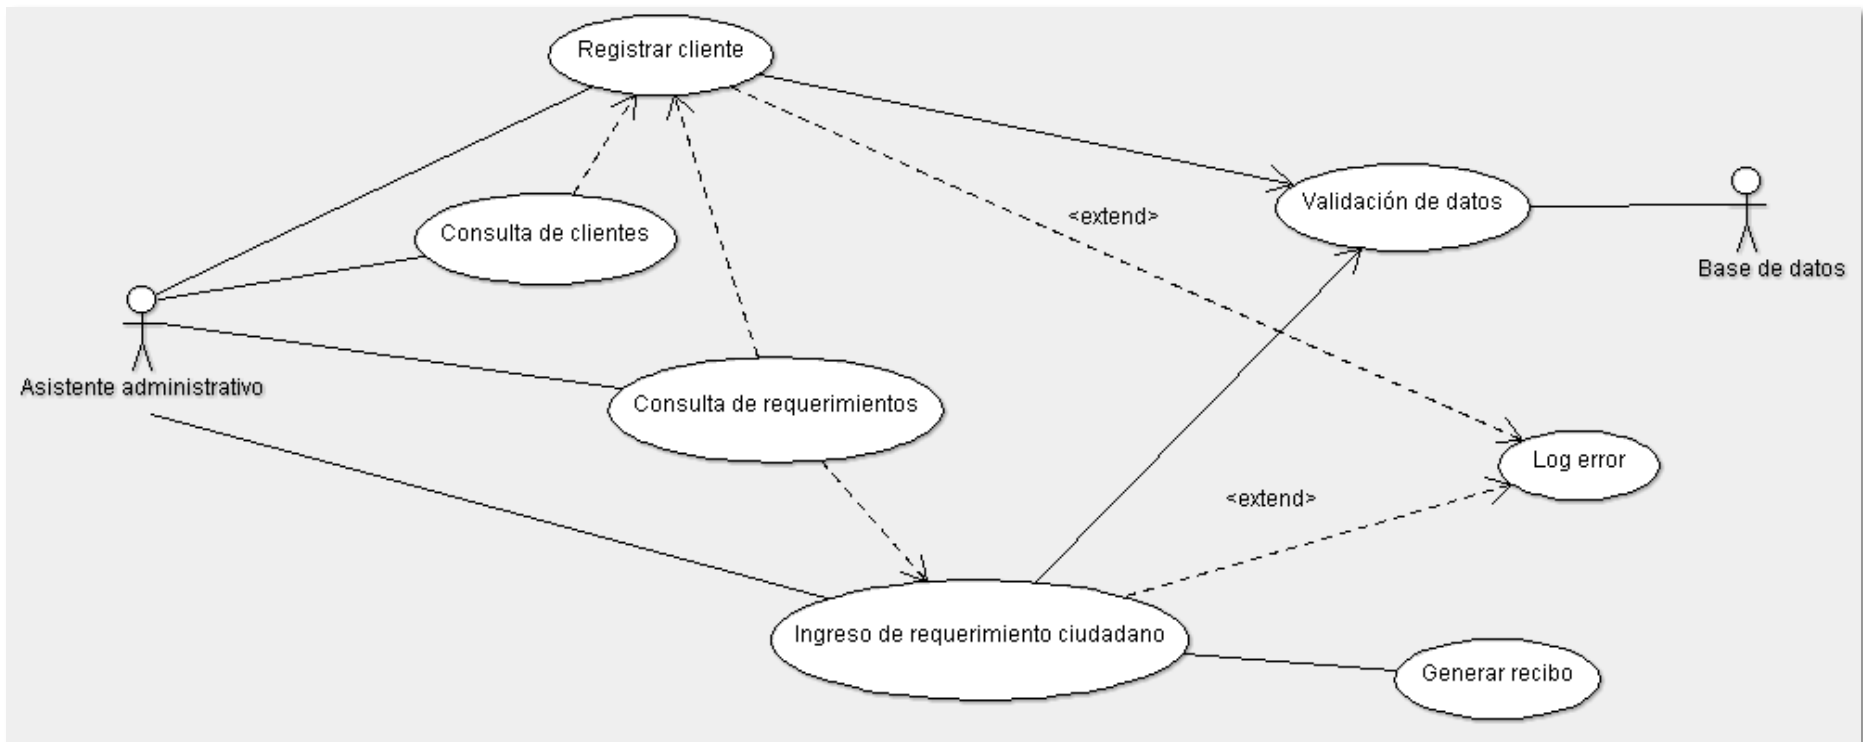 Registrar cliente
Validación de datos
<extend>
Consulta de clientes
Base de datos
Asistente administrativo
Consulta de requerimientos
Log error
<extend>
Ingreso de requerimiento ciudadano
Generar recibo